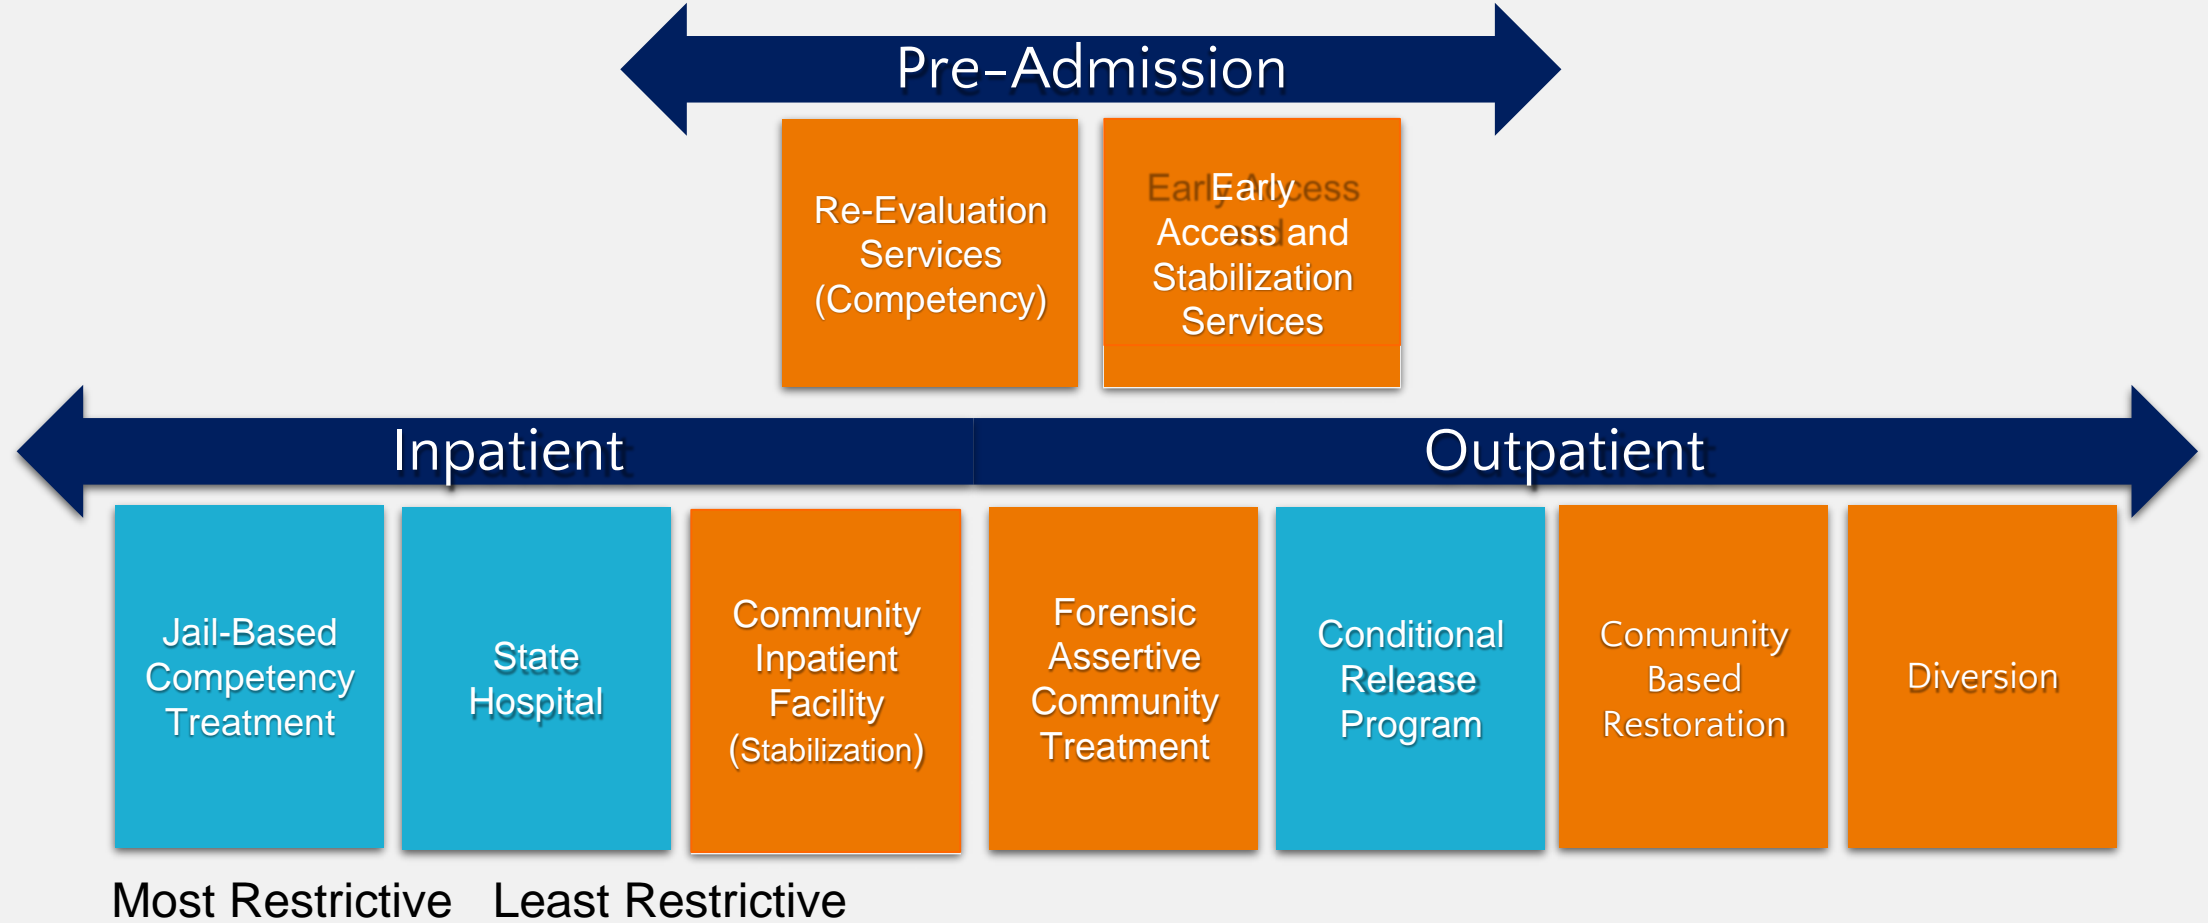 Pre-Admission
Re-Evaluation
Services
(Competency)
Early
Access and
Stabilization
Services
Inpatient
Outpatient
Jail-Based
Competency
Treatment
State
Hospital
Community
Inpatient
Facility
(Stabilization)
Forensic
Assertive
Community
Treatment
Conditional
Release
Program
Community
Based
Restoration
Diversion
Most Restrictive Least Restrictive